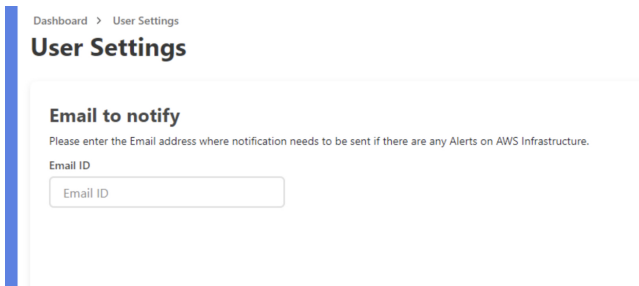 Dashboard > User Settings
User Settings
Email to notify
Please enter the Email address where notification needs to be sent if there are any Alerts on AWS Infrastructure.
Email ID
Email ID